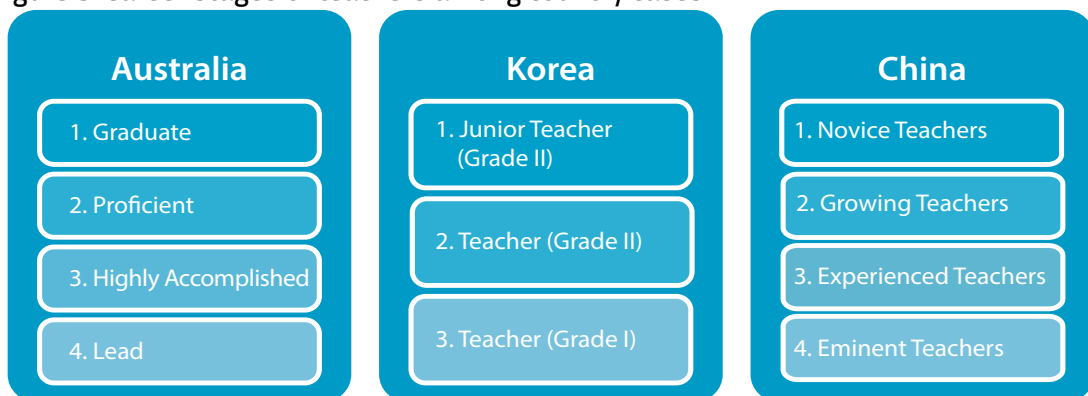 Australia
1. Graduate
2. Proficient
3. Highly Accomplished
4. Lead
Korea
1. Junior Teacher
(Grade II)
2. Teacher (Grade II)
3. Teacher (Grade I)
China
1. Novice Teachers
2. Growing Teachers
3. Experienced Teachers
4. Eminent Teachers